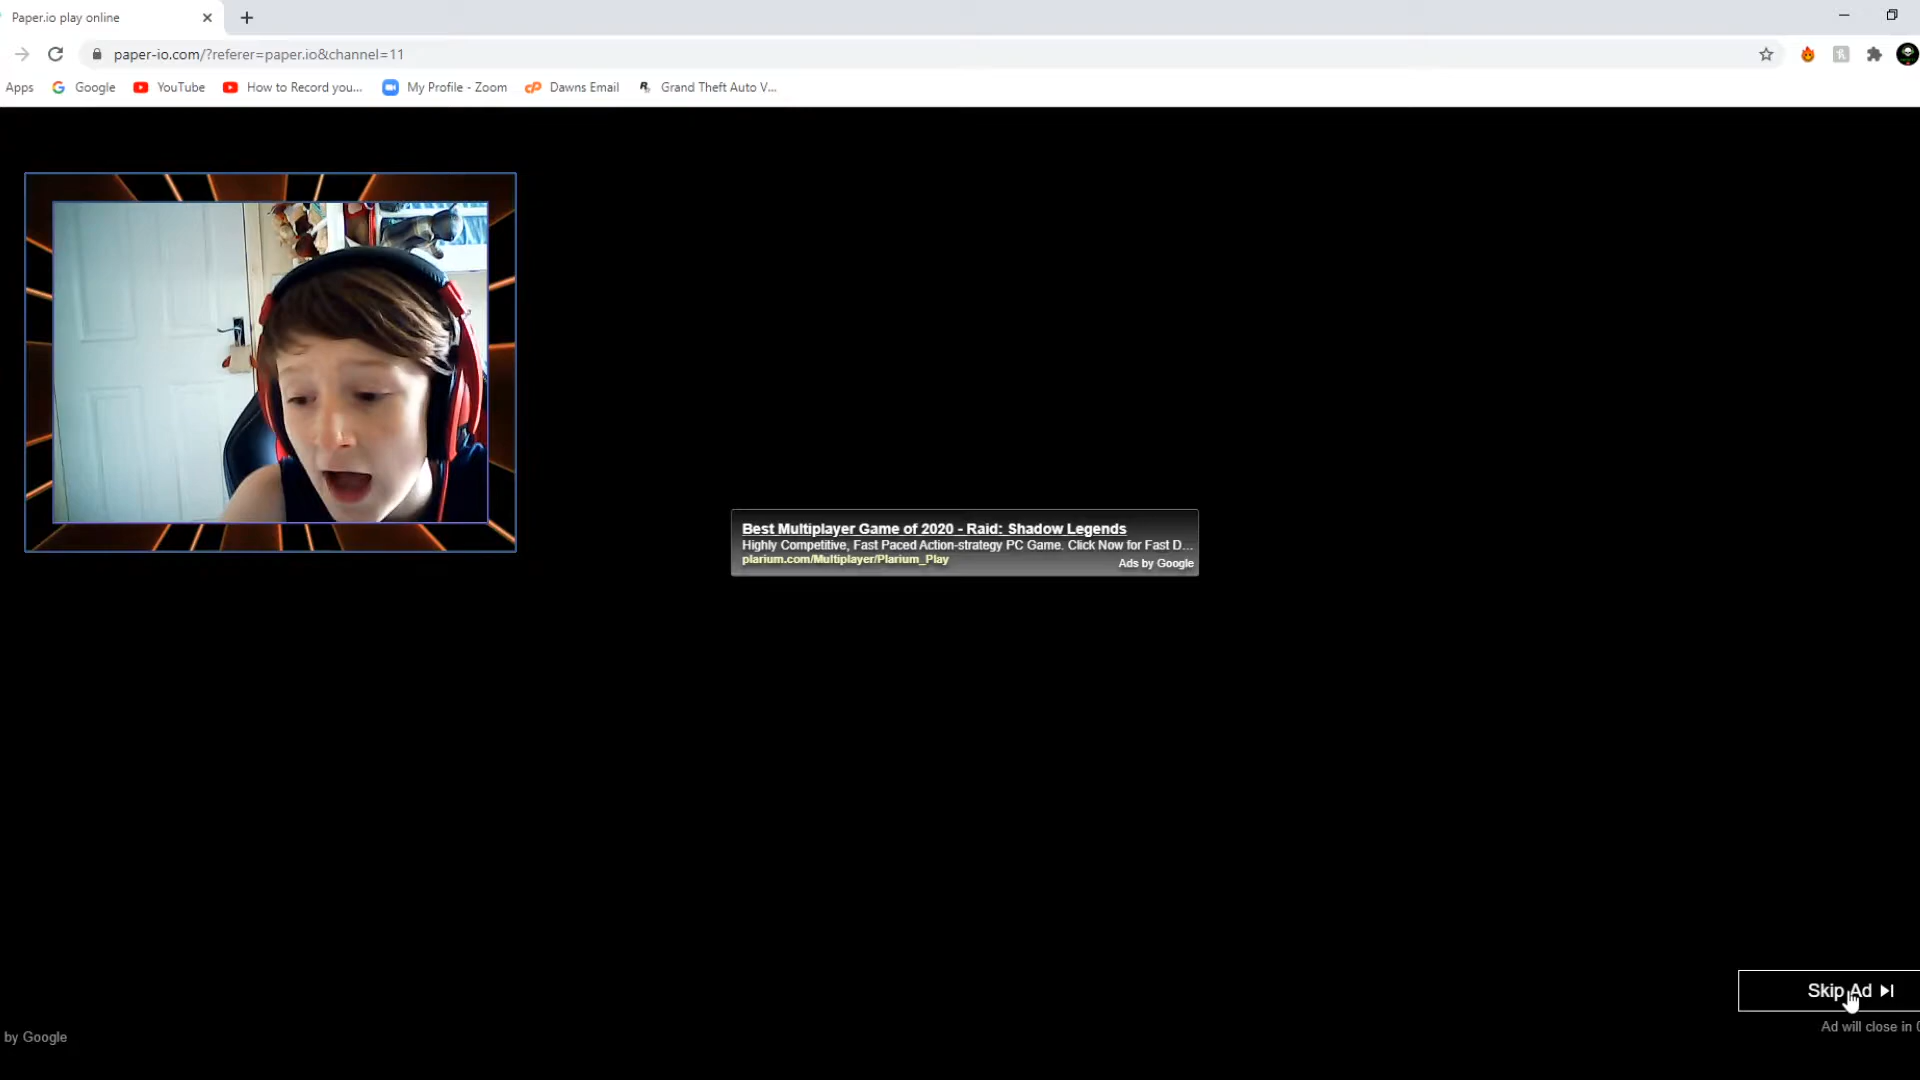 Paper.io play online
paper-io.com/?referer=paper.io&channel=11
Apps Google YouTube How to Record you... My Profile - Zoom Dawns Email Grand Theft Auto V...
Best Multiplayer Game of 2020 - Raid: Shadow Legends
Highly Competitive, Fast Paced Action-strategy PC Game. Click Now for Fast D...
plarium.com/Multiplayer/Plarium_Play
Ads by Google
Skip Ad
Ad will close in
by Google